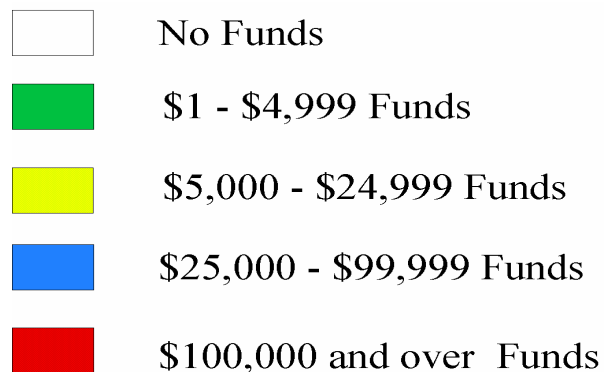 No Funds
$1 - $4,999 Funds
$5,000 - $24,999 Funds
$25,000 - $99,999 Funds
$100,000 and over Funds